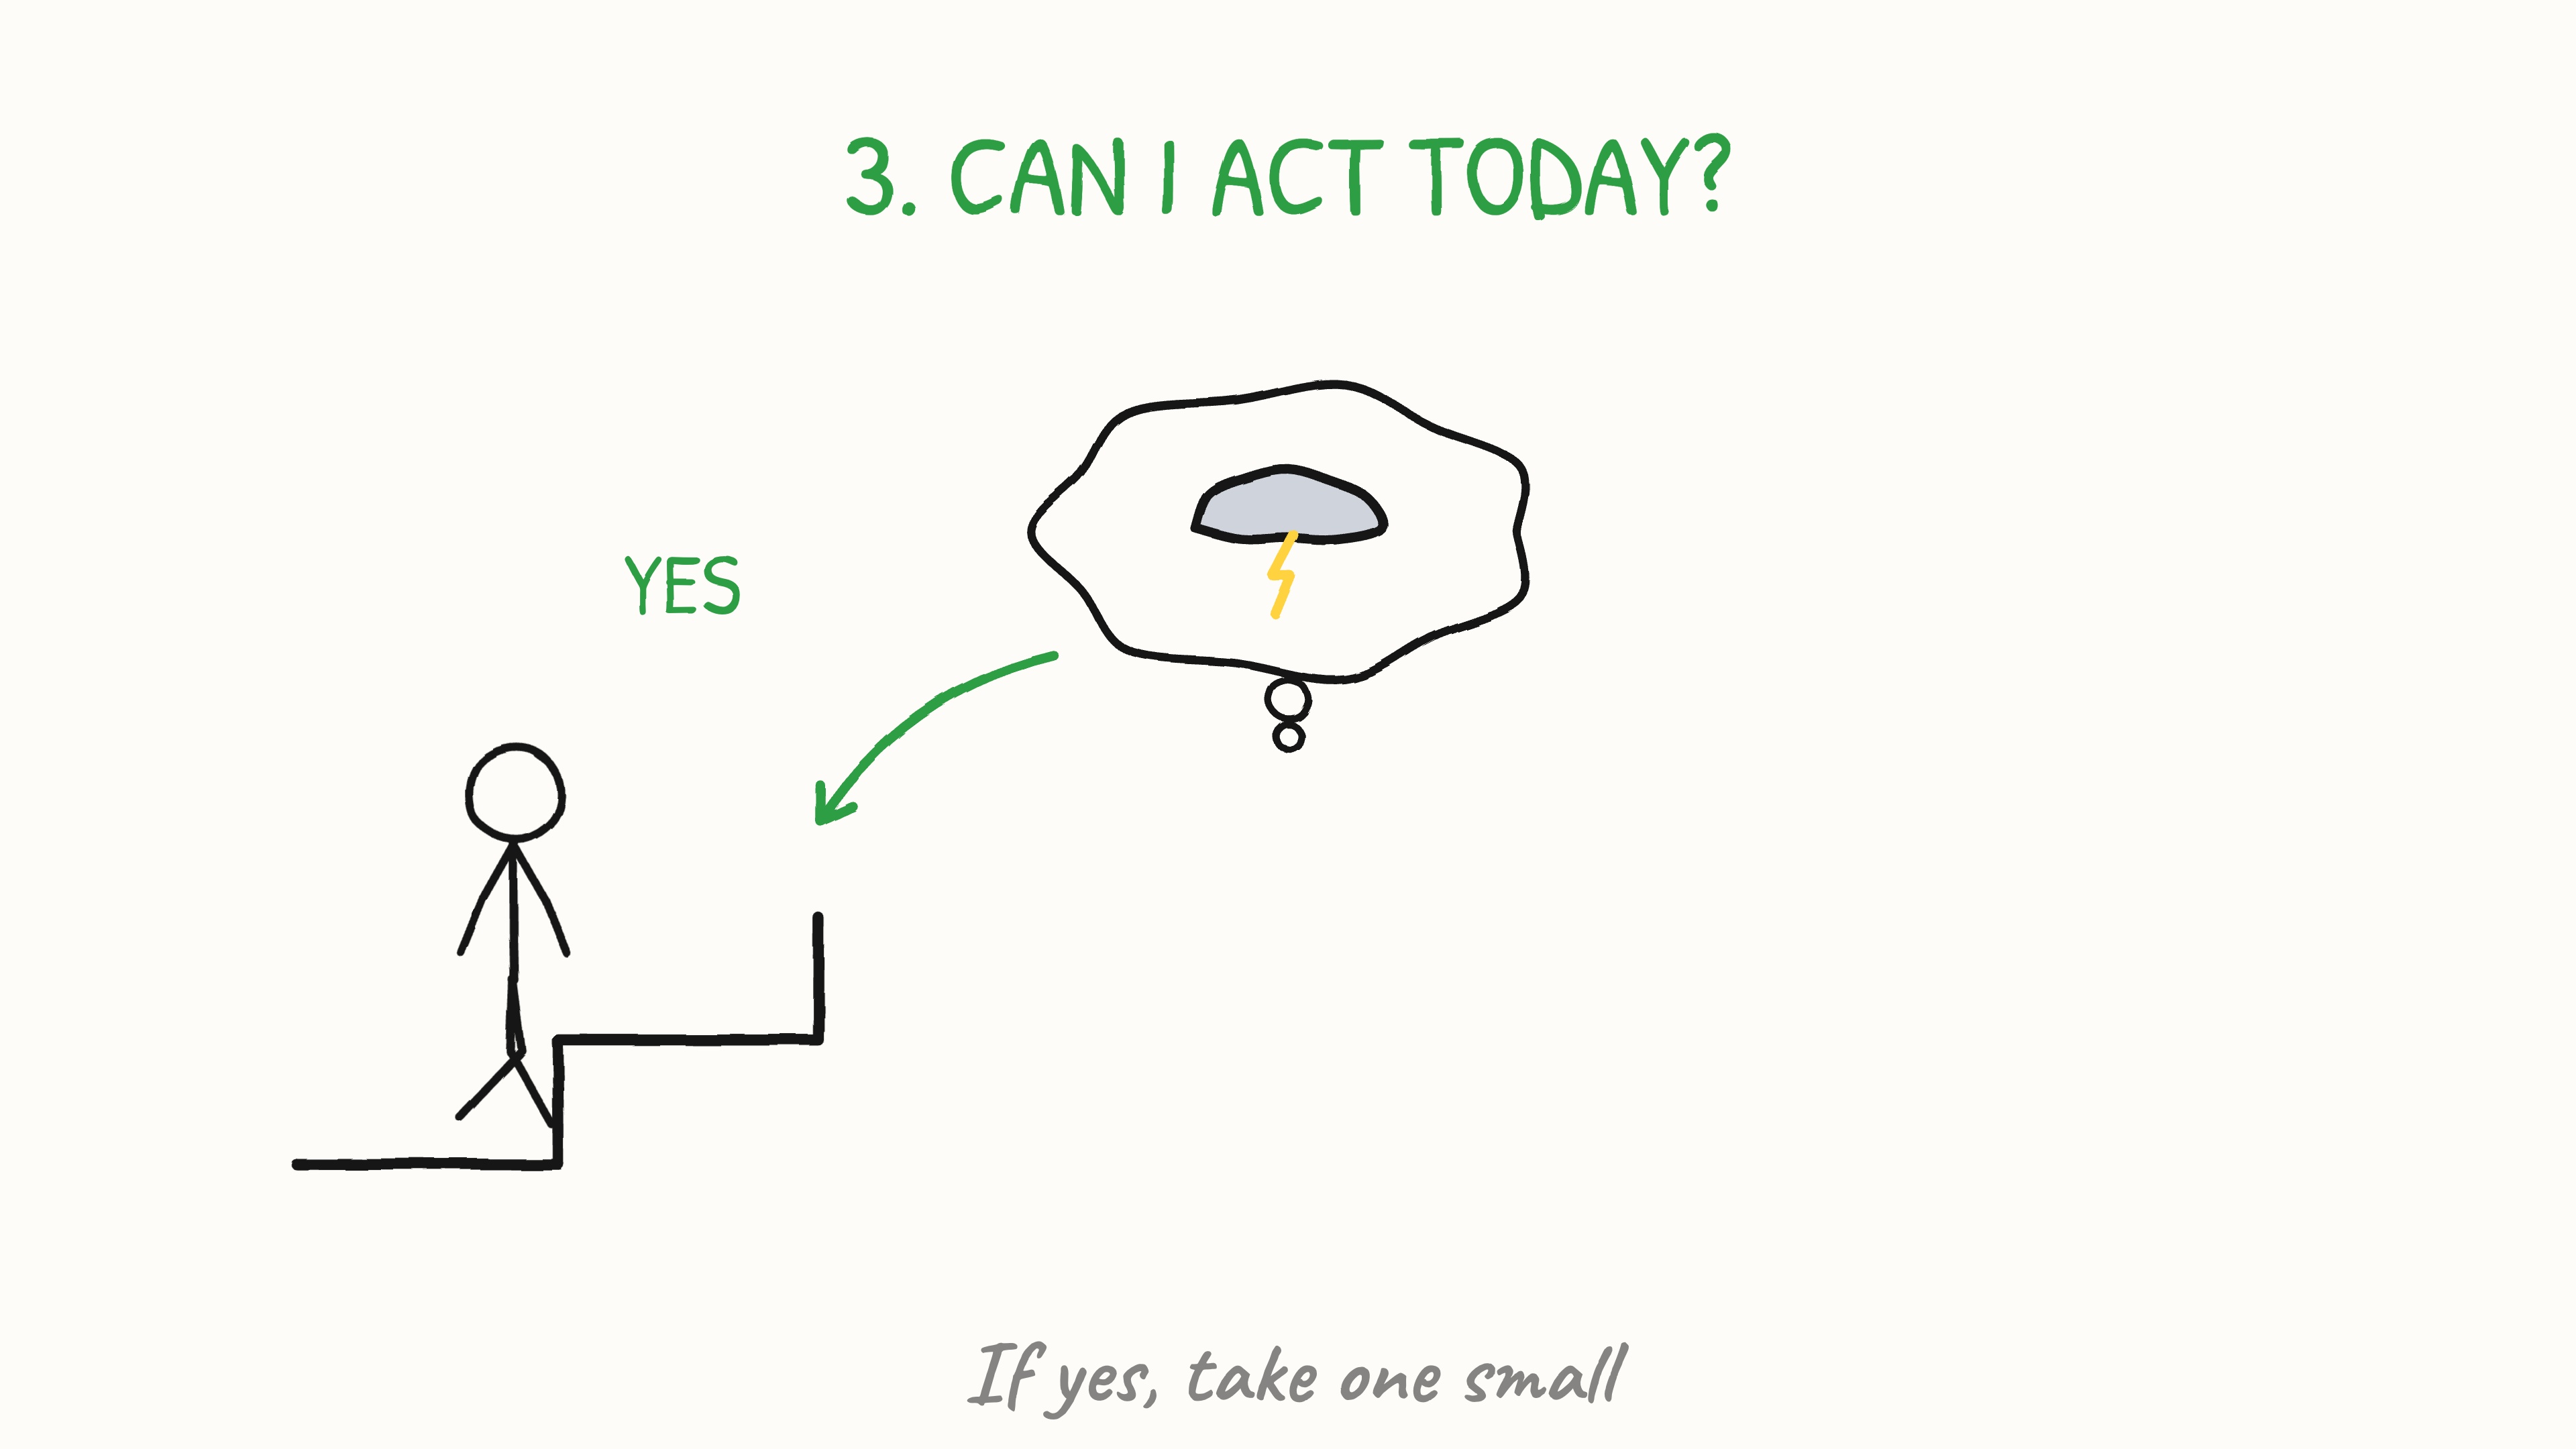 3. CAN I ACT TODAY?
YES
If yes, take one small